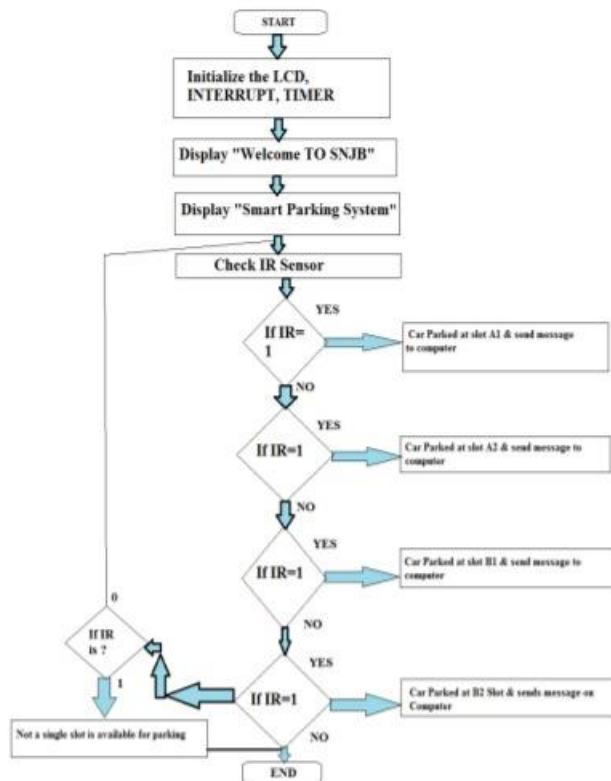 START
Initialize the LCD,
INTERRUPT, TIMER
Display "Welcome TO SNJB"
Display "Smart Parking System"
Check IR Sensor
YES
If IR=
1
Car Parked at slot A1 & send message
to computer
NO
YES
If IR=1
Car Parked at slot A2 & send message to
computer
NO
YES
If IR=1
Car Parked at slot B1 & send message to
computer
0
NO
If IR
is ?
YES
1
If IR=1
Car Parked at B2 Slot & sends message on
Computer
Not a single slot is available for parking
NO
END